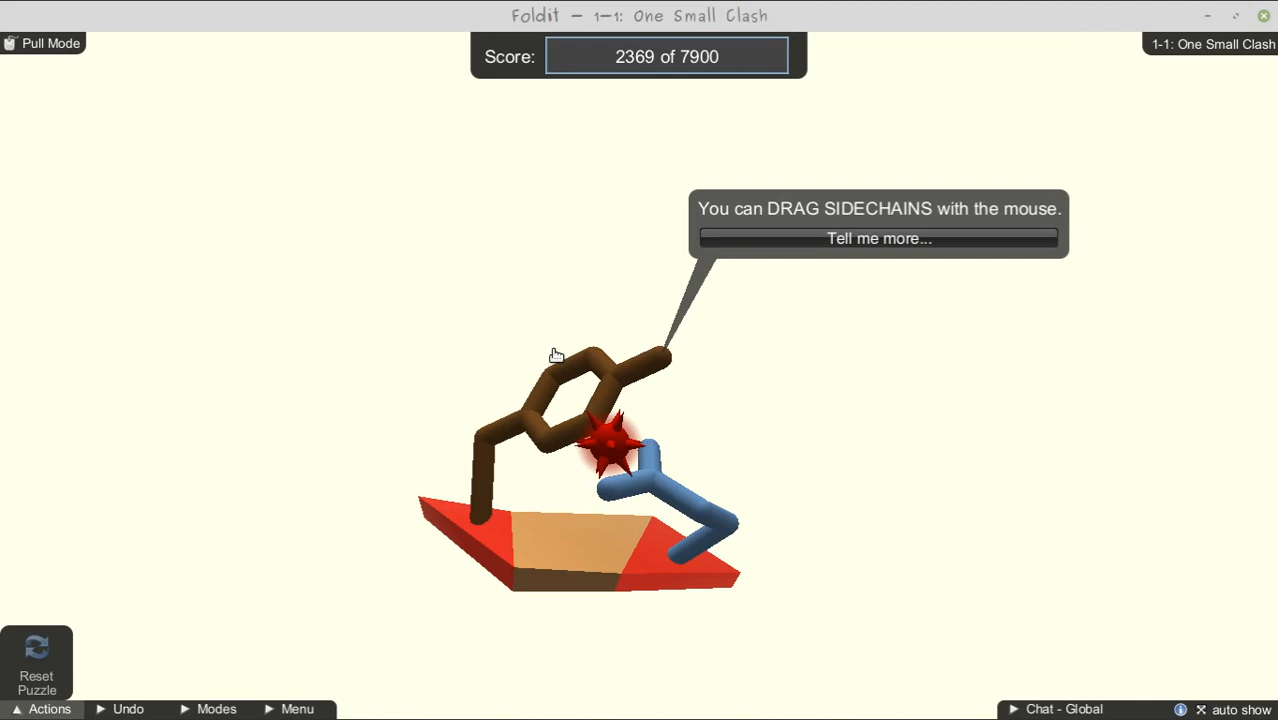 Foldit - 1-1: One Small Clash
Pull Mode
Score: 2369 of 7900
1-1: One Small Clash
You can DRAG SIDECHAINS with the mouse.
Tell me more...
Reset
Puzzle
Actions Undo Modes Menu Chat - Global auto show